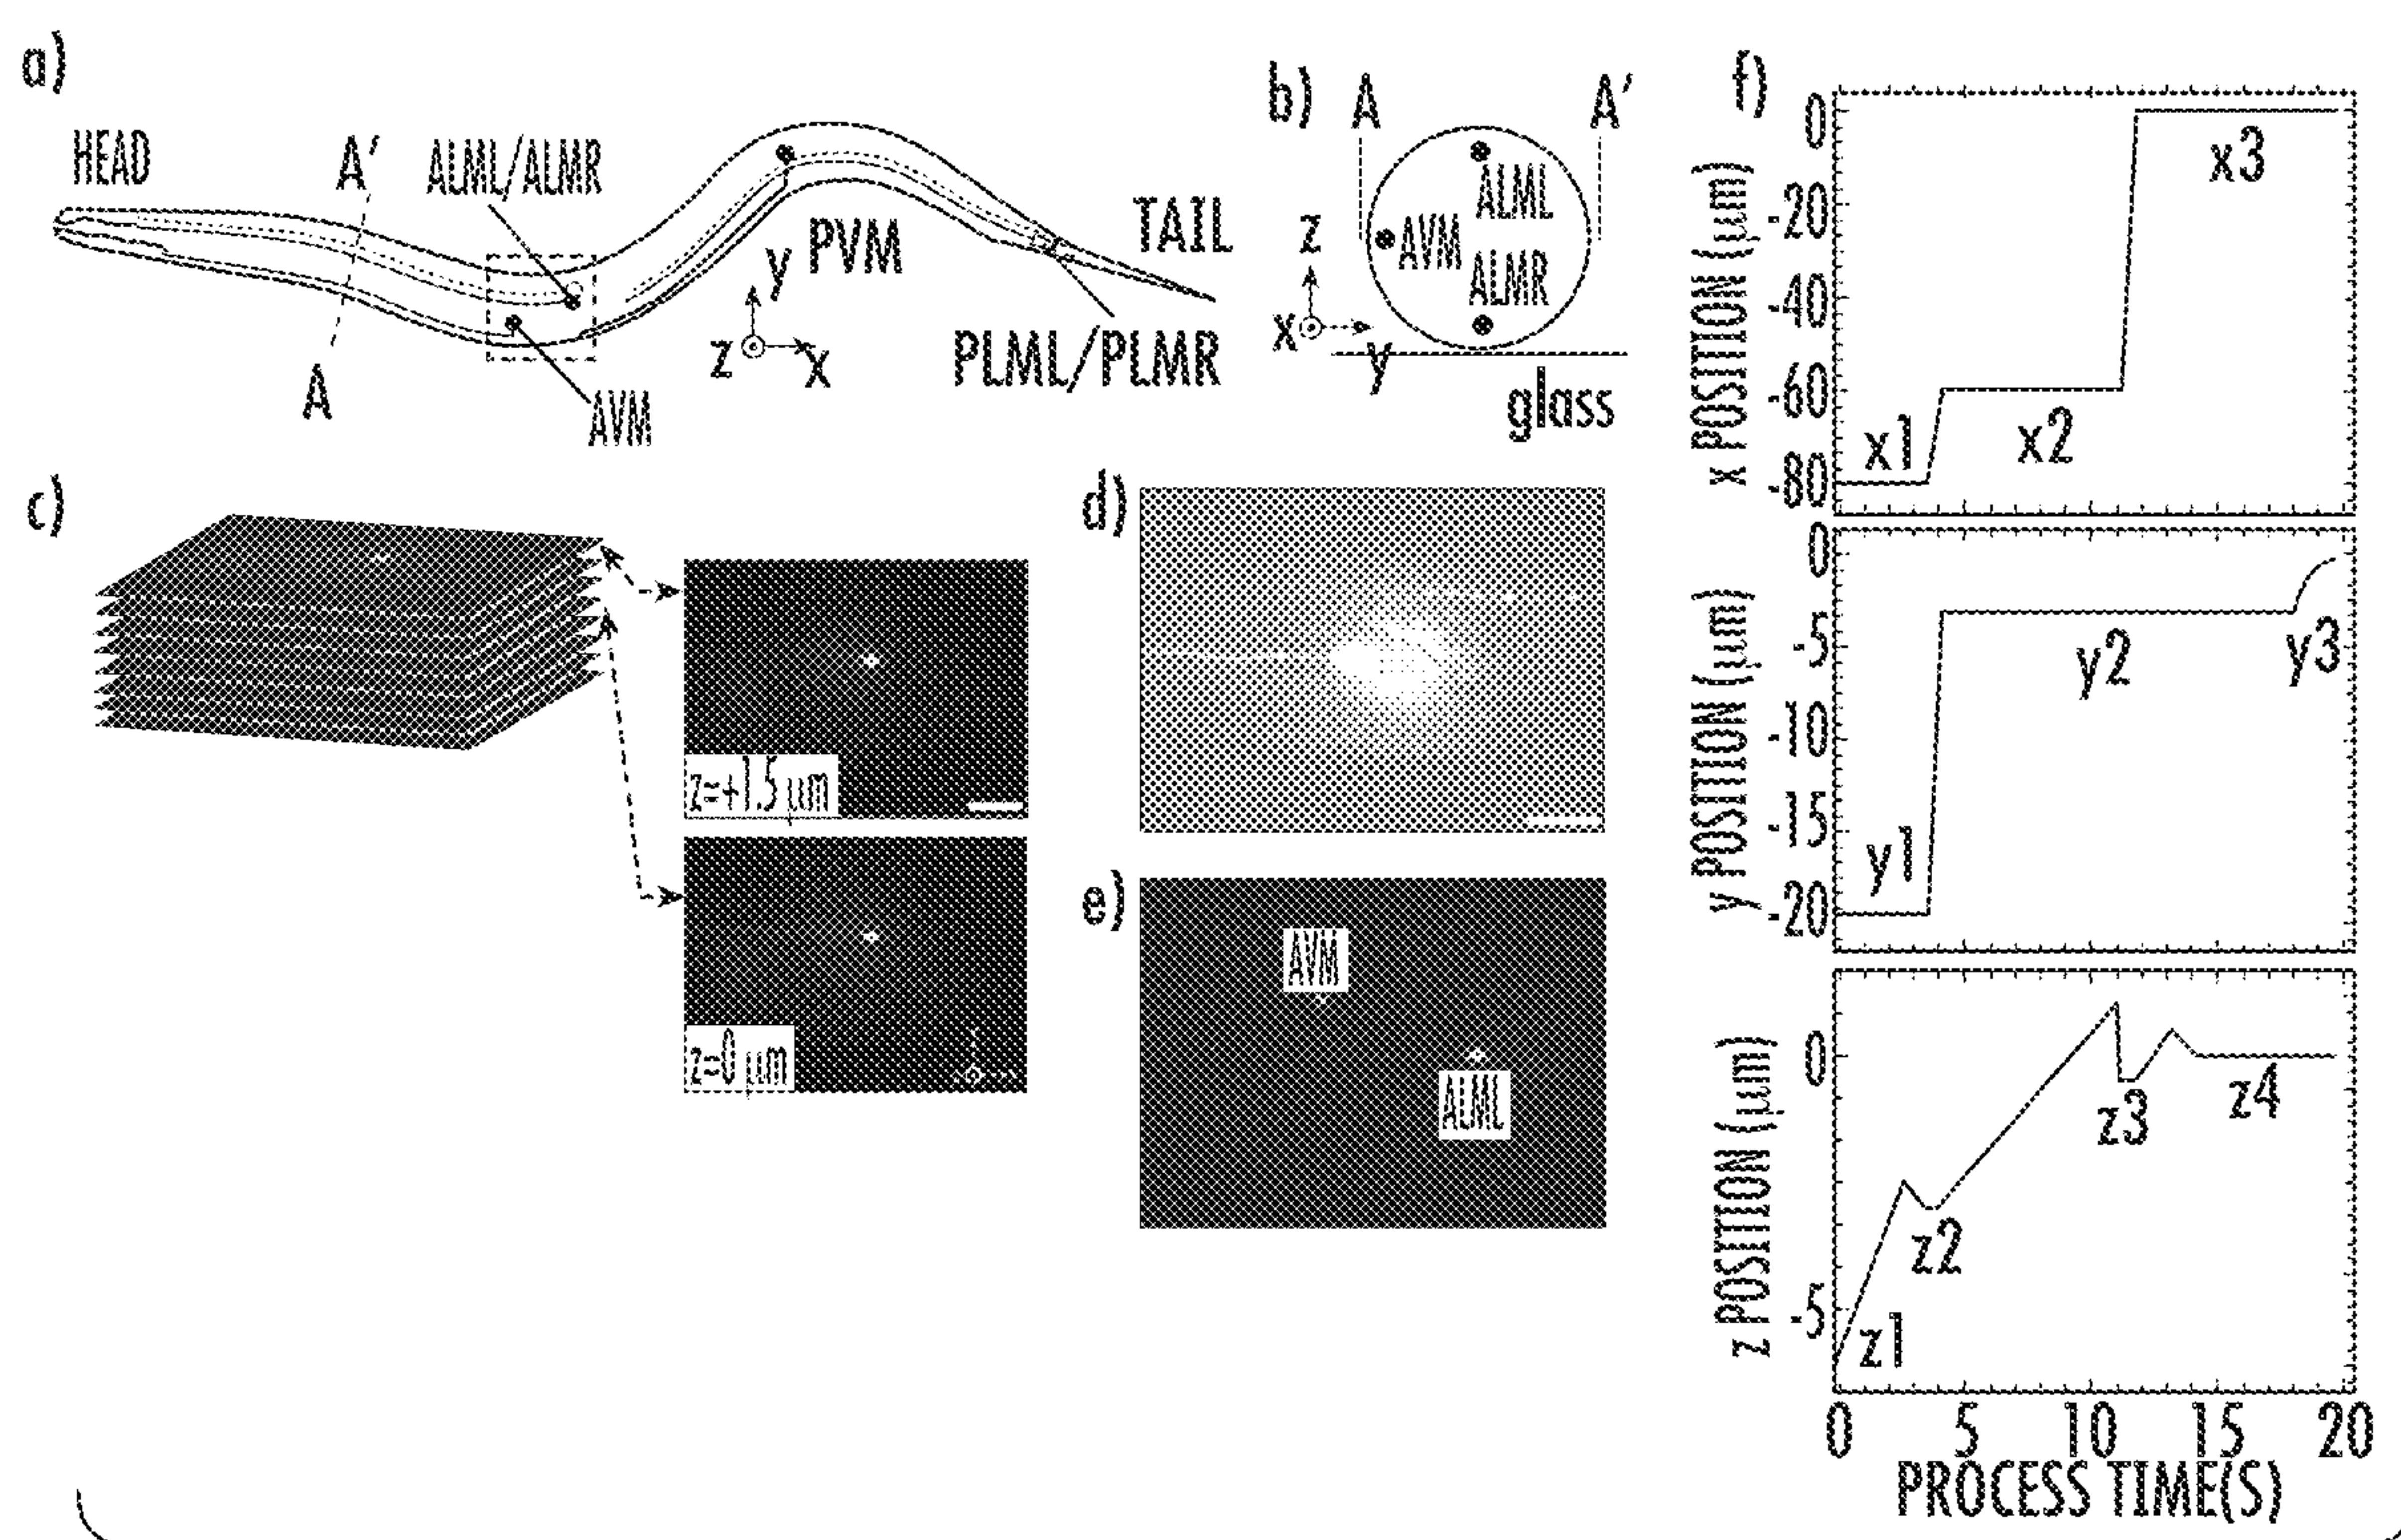 a)
HEAD
A'
ALML/ALMR
A
AVM
y
z
x
PVM
TAIL
PLML/PLMR
b)
A
A'
ALML
AVM
ALMR
z
x
y
glass
c)
z=+1.5 μm
z=0 μm
d)
e)
AVM
ALML
f)
x POSITION (μm)
0
-20
-40
-60
-80
x1
x2
x3
y POSITION (μm)
0
-5
-10
-15
-20
y1
y2
y3
z POSITION (μm)
0
-5
z1
z2
z3
z4
0 5 10 15 20
PROCESS TIME(S)